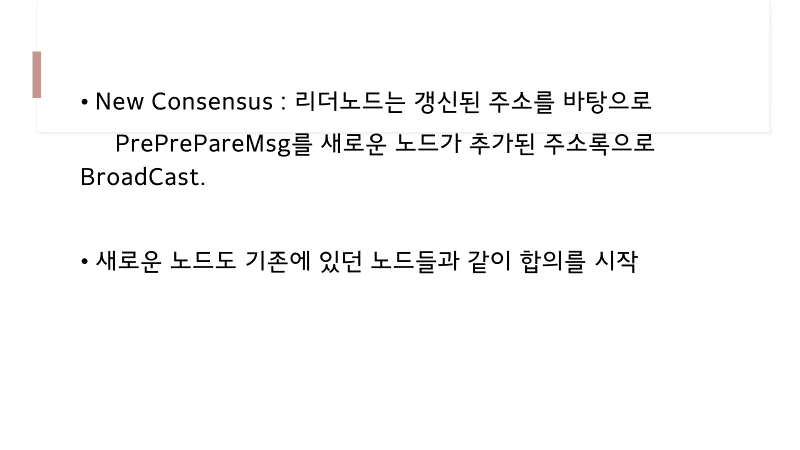 • New Consensus : 리더노드는 갱신된 주소를 바탕으로
PrePrePareMsg를 새로운 노드가 추가된 주소록으로
BroadCast.
• 새로운 노드도 기존에 있던 노드들과 같이 합의를 시작